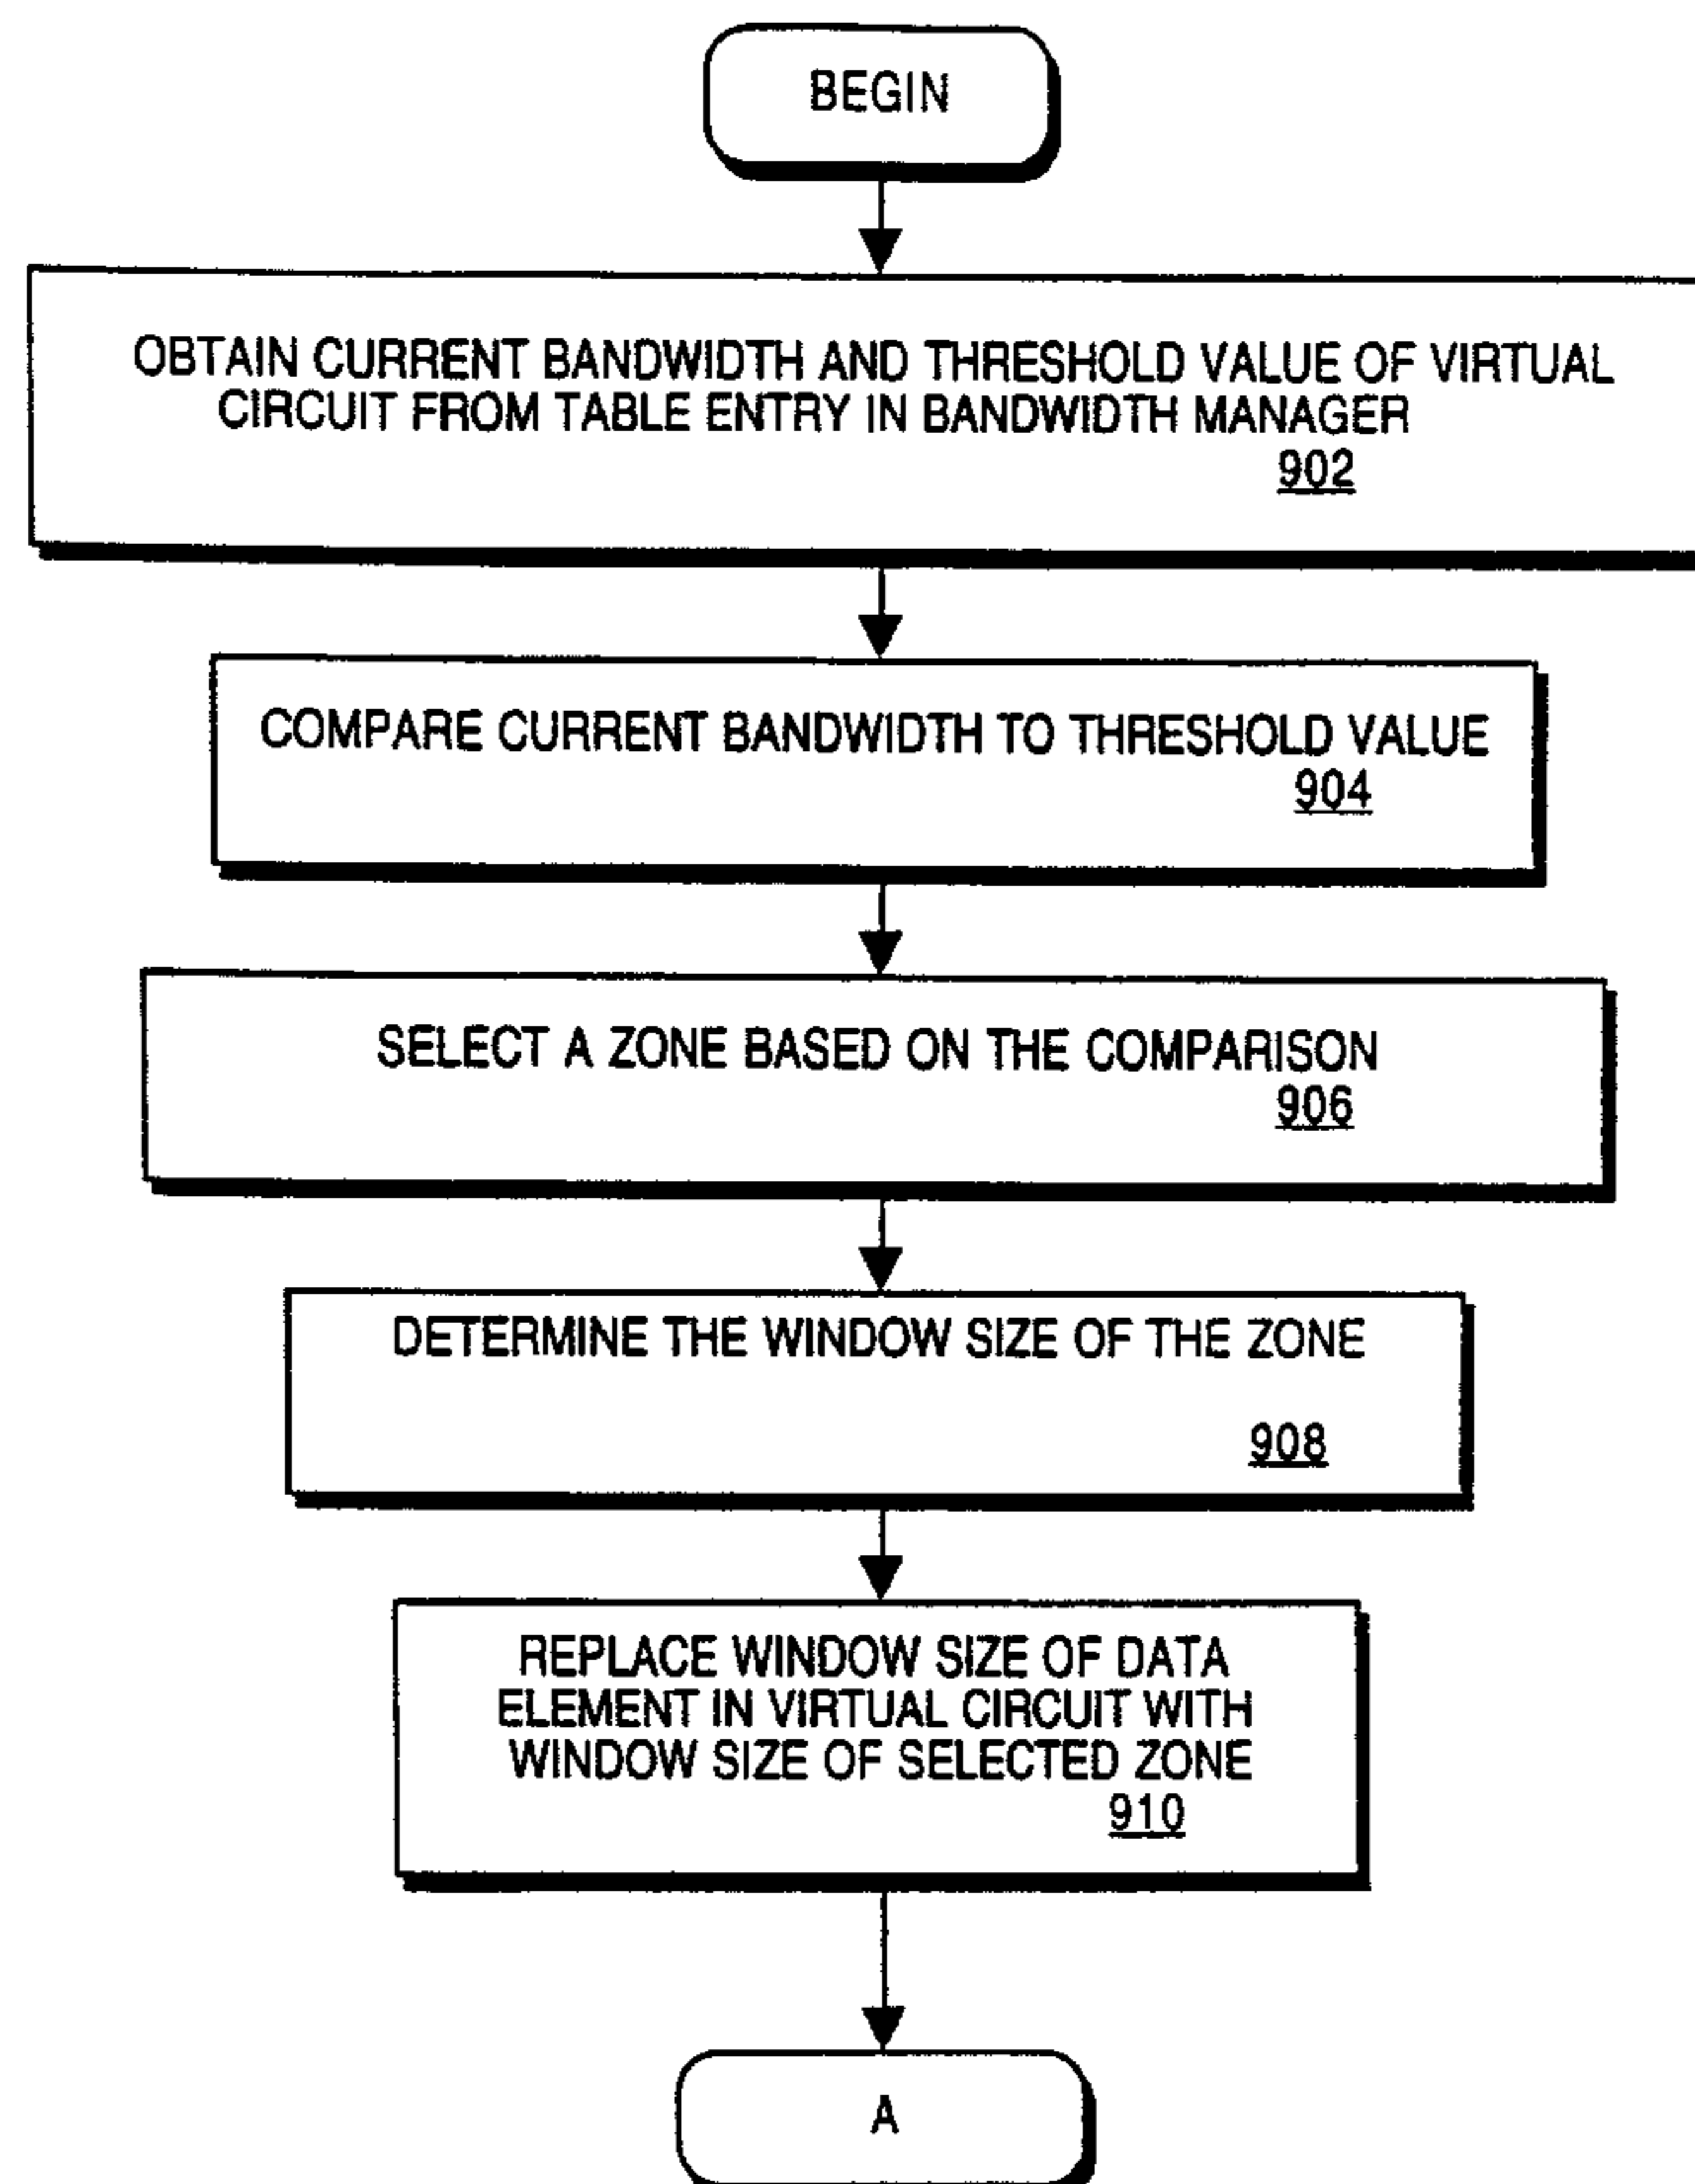 BEGIN
OBTAIN CURRENT BANDWIDTH AND THRESHOLD VALUE OF VIRTUAL
CIRCUIT FROM TABLE ENTRY IN BANDWIDTH MANAGER
902
COMPARE CURRENT BANDWIDTH TO THRESHOLD VALUE
904
SELECT A ZONE BASED ON THE COMPARISON
906
DETERMINE THE WINDOW SIZE OF THE ZONE
908
REPLACE WINDOW SIZE OF DATA
ELEMENT IN VIRTUAL CIRCUIT WITH
WINDOW SIZE OF SELECTED ZONE
910
A